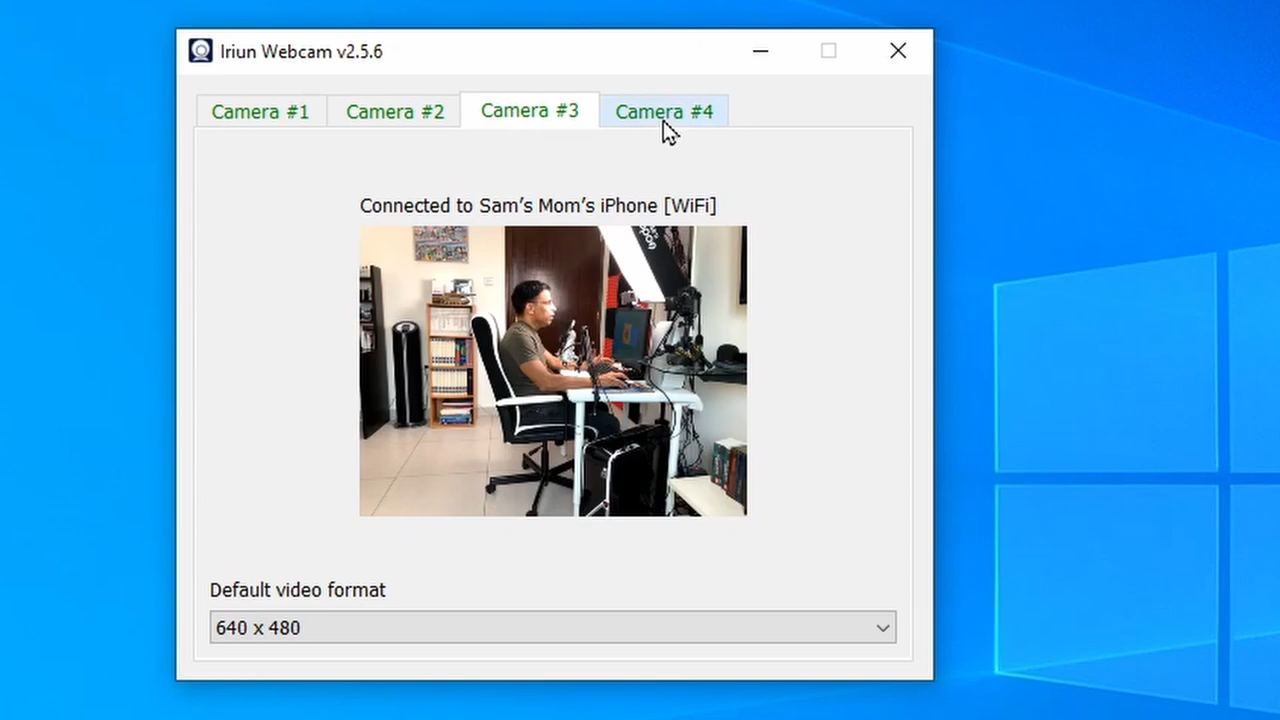 Iriun Webcam v2.5.6
Camera #1 Camera #2 Camera #3 Camera #4
Connected to Sam’s Mom’s iPhone [WiFi]
Default video format
640 x 480